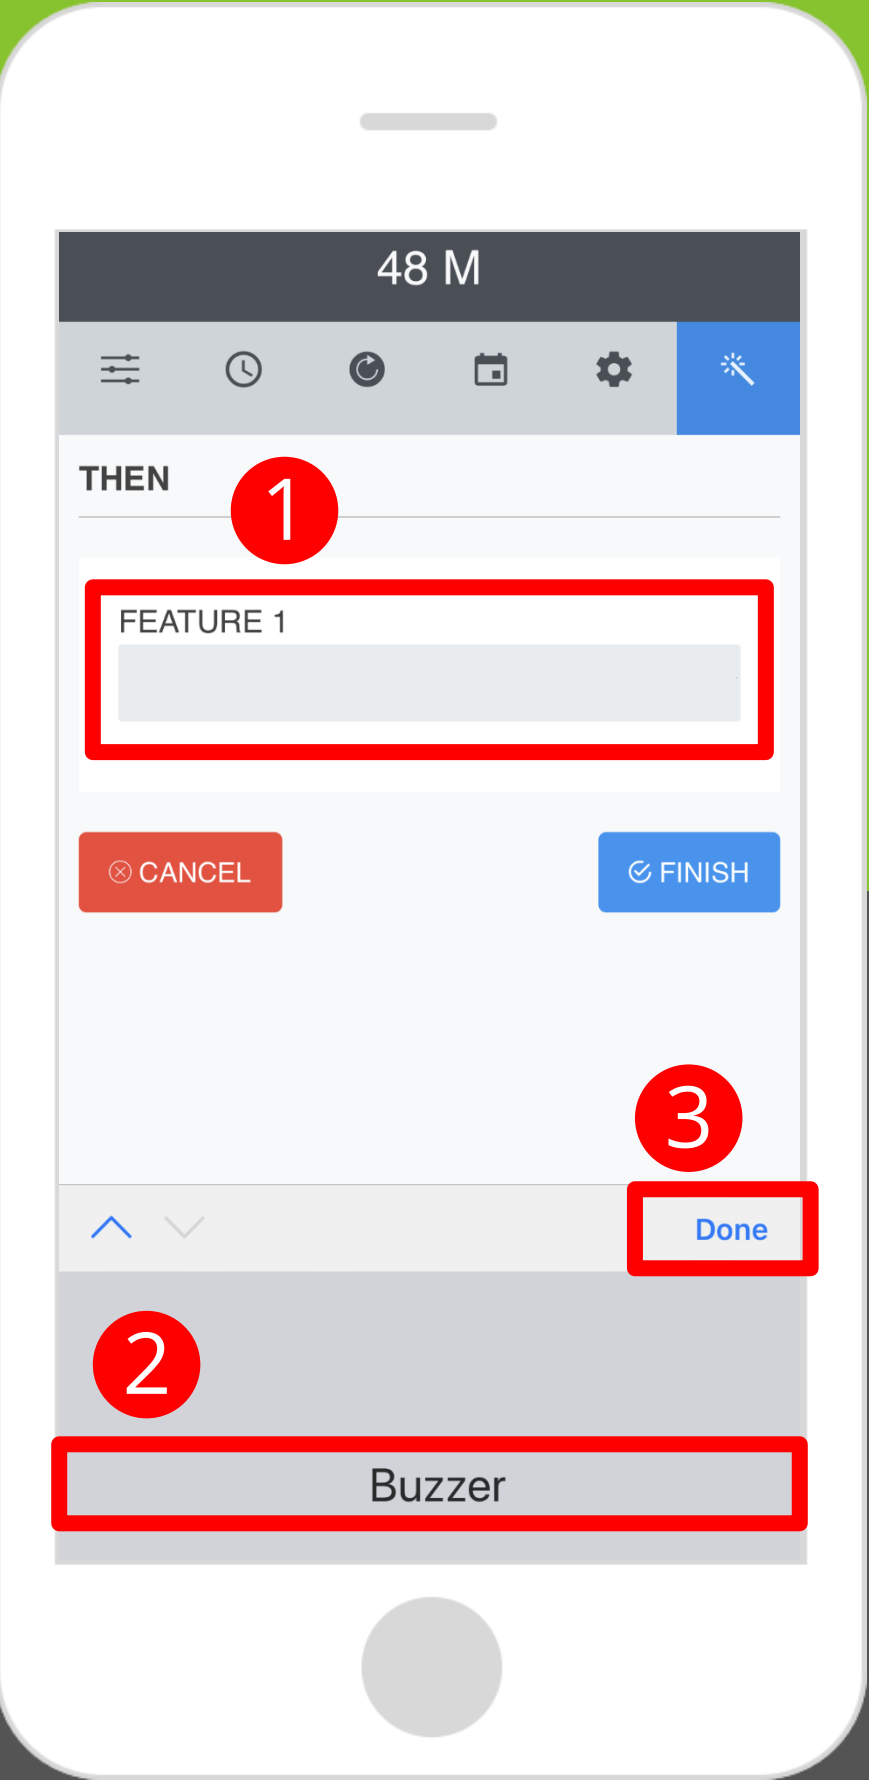 48 M
THEN
1
FEATURE 1
CANCEL
FINISH
3
Done
2
Buzzer